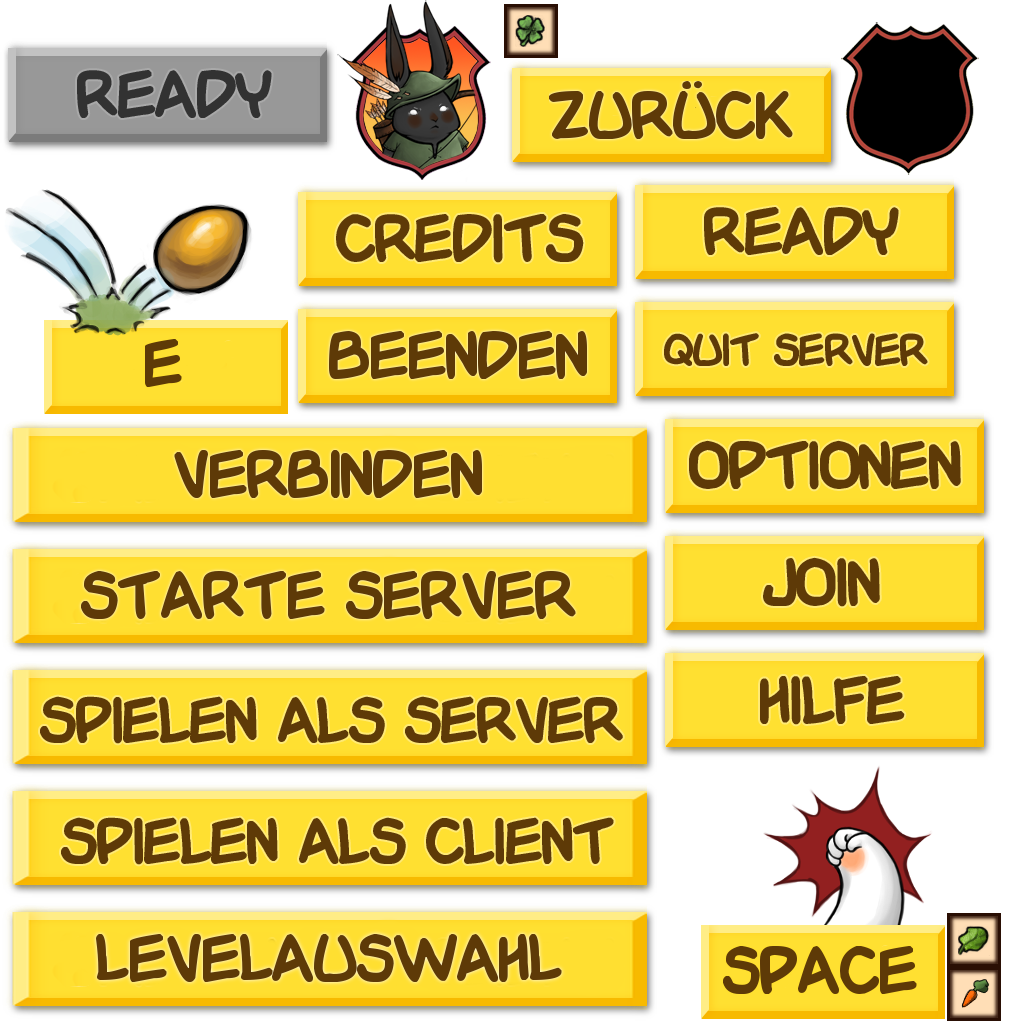 READY
ZURÜCK
CREDITS
READY
E
BEENDEN
QUIT SERVER
VERBINDEN
OPTIONEN
STARTE SERVER
JOIN
SPIELEN ALS SERVER
HILFE
SPIELEN ALS CLIENT
LEVELAUSWAHL
SPACE